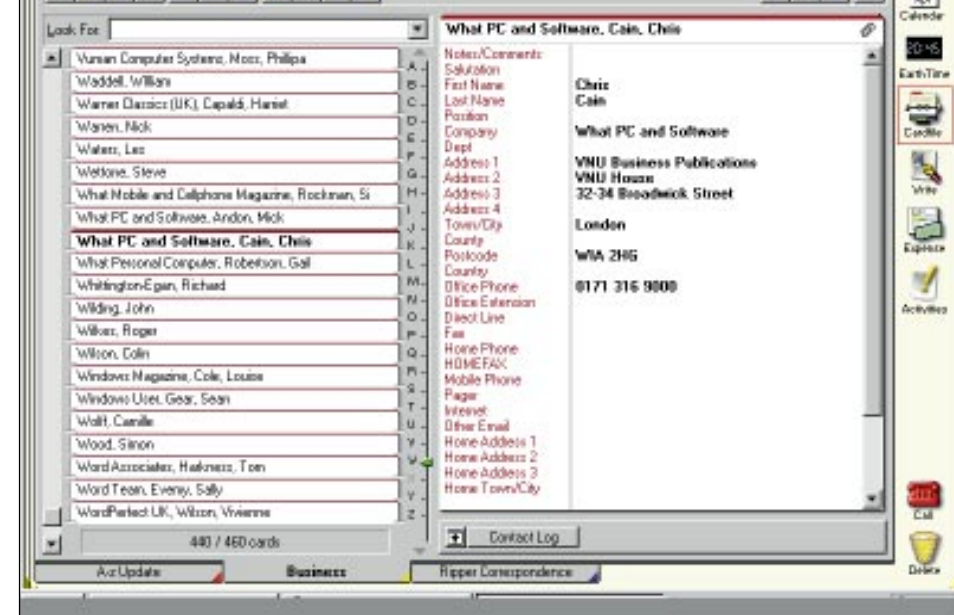 Look For:
Vuman Computer Systems, Moss, Phillipa
Waddell, William
Warner Classics (UK), Capaldi, Harriet
Warren, Nick
Waters, Les
Wettone, Steve
What Mobile and Cellphone Magazine, Rockman, Si
What PC and Software, Andon, Mick
What PC and Software, Cain, Chris
What Personal Computer, Robertson, Gail
Whittington-Egan, Richard
Wilding, John
Wilkes, Roger
Wilson, Colin
Windows Magazine, Cole, Louise
Windows User, Gear, Sean
Wolff, Camille
Wood, Simon
Word Associates, Harkness, Tom
Word Team, Evemy, Sally
WordPerfect UK, Wilson, Vivienne
440 / 460 cards
A
B
C
D
E
F
G
H
I
J
K
L
M
N
O
P
Q
R
S
T
U
V
W
X
Y
Z
What PC and Software, Cain, Chris
Notes/Comments
Salutation
First Name Chris
Last Name Cain
Position
Company What PC and Software
Dept
Address 1 VNU Business Publications
Address 2 VNU House
Address 3 32-34 Broadwick Street
Address 4
Town/City London
County
Postcode W1A 2HG
Country
Office Phone 0171 316 9000
Office Extension
Direct Line
Fax
Home Phone
HOMEFAX
Mobile Phone
Pager
Internet
Other Email
Home Address 1
Home Address 2
Home Address 3
Home Town/City
Contact Log
A-z Update
Business
Ripper Correspondence
Calendar
20:45
EarthTime
Cardfile
Write
Expense
Activities
Call
Delete